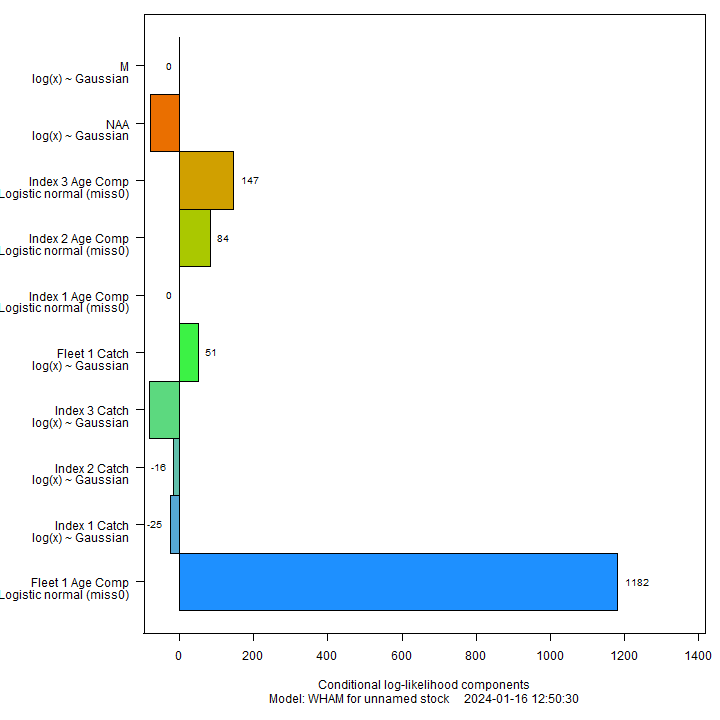 M
log(x) ~ Gaussian
0
NAA
log(x) ~ Gaussian
Index 3 Age Comp
Logistic normal (miss0)
147
Index 2 Age Comp
Logistic normal (miss0)
84
Index 1 Age Comp
Logistic normal (miss0)
0
Fleet 1 Catch
log(x) ~ Gaussian
51
Index 3 Catch
log(x) ~ Gaussian
Index 2 Catch
log(x) ~ Gaussian
-16
Index 1 Catch
log(x) ~ Gaussian
-25
Fleet 1 Age Comp
Logistic normal (miss0)
1182
0 200 400 600 800 1000 1200 1400
Conditional log-likelihood components
Model: WHAM for unnamed stock 2024-01-16 12:50:30